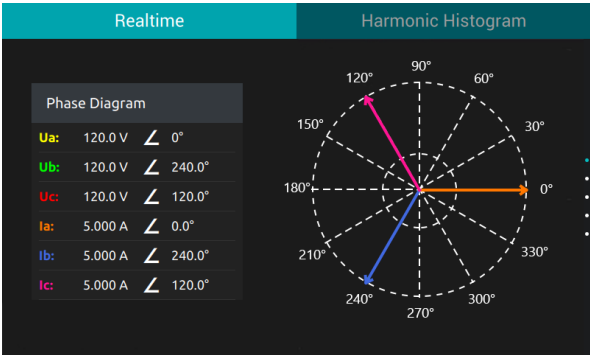 Realtime
Harmonic Histogram
Phase Diagram
Ua: 120.0 V ∠ 0°
Ub: 120.0 V ∠ 240.0°
Uc: 120.0 V ∠ 120.0°
Ia: 5.000 A ∠ 0.0°
Ib: 5.000 A ∠ 240.0°
Ic: 5.000 A ∠ 120.0°
90°
120°
60°
150°
30°
180°
0°
210°
330°
240°
300°
270°